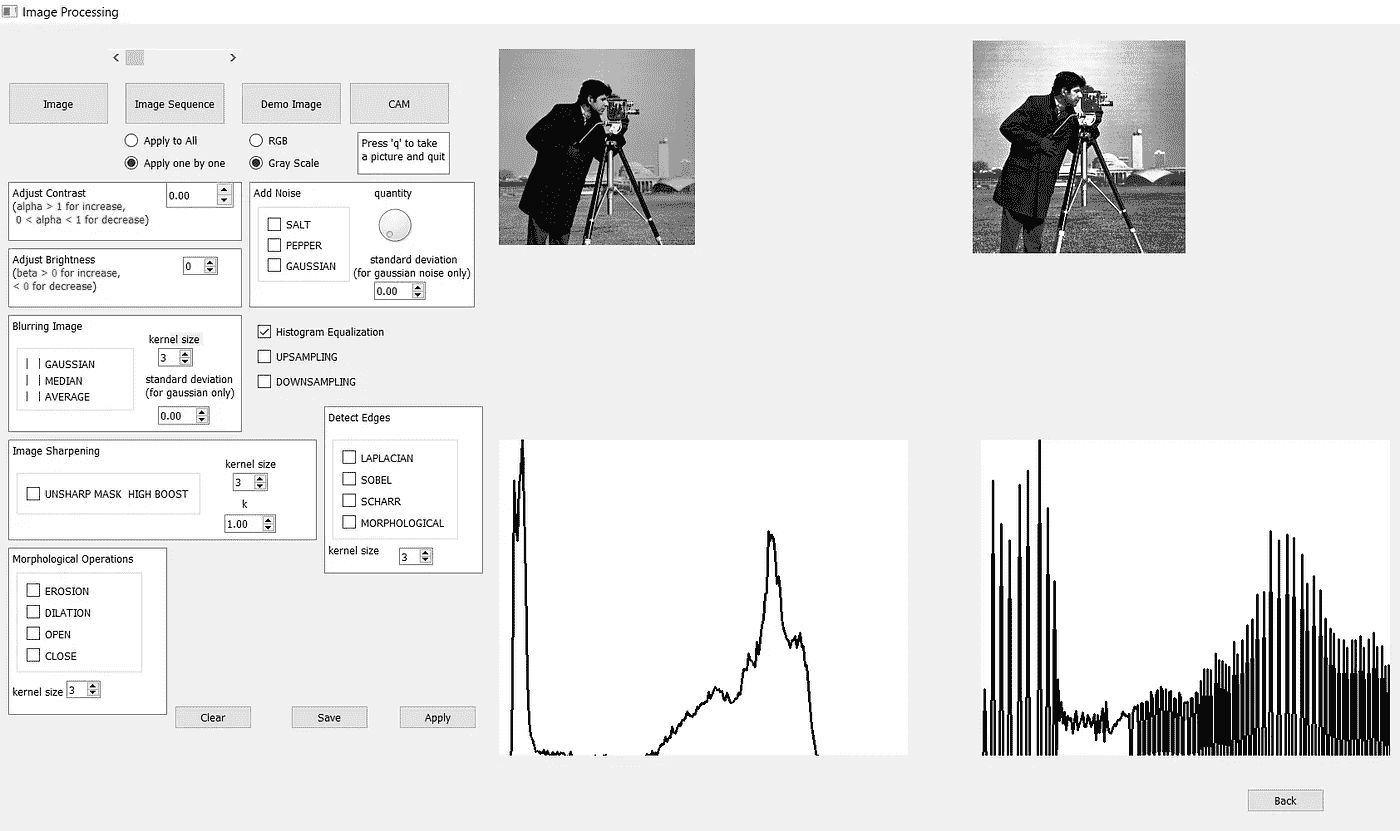 Image Processing
< >
Image
Image Sequence
Demo Image
CAM
Apply to All
Apply one by one
RGB
Gray Scale
Press 'q' to take
a picture and quit
Adjust Contrast
(alpha > 1 for increase,
0 < alpha < 1 for decrease)
0.00
Adjust Brightness
(beta > 0 for increase,
< 0 for decrease)
0
Add Noise
quantity
SALT
PEPPER
GAUSSIAN
standard deviation
(for gaussian noise only)
0.00
Blurring Image
GAUSSIAN
MEDIAN
AVERAGE
kernel size
3
standard deviation
(for gaussian only)
0.00
Histogram Equalization
UPSAMPLING
DOWNSAMPLING
Image Sharpening
UNSHARP MASK HIGH BOOST
kernel size
3
k
1.00
Detect Edges
LAPLACIAN
SOBEL
SCHARR
MORPHOLOGICAL
kernel size
3
Morphological Operations
EROSION
DILATION
OPEN
CLOSE
kernel size
3
Clear
Save
Apply
Back